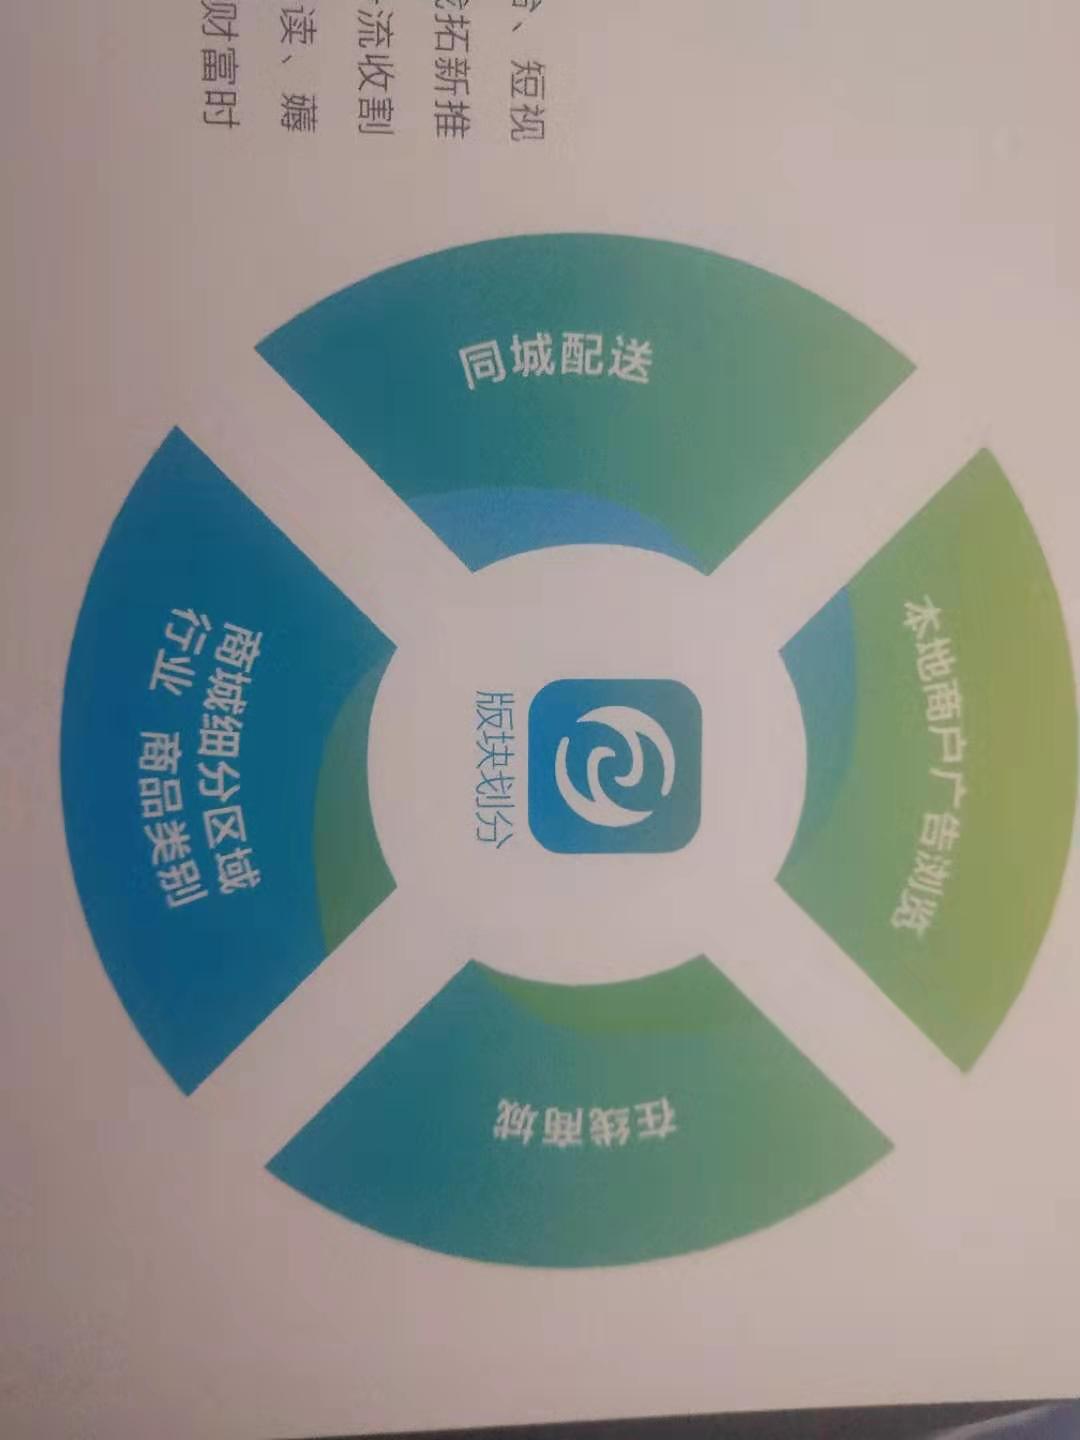 、短视
拓新推
流收割
读、薅
财富时
同城配送
本地商户广告浏览
版块划分
商城细分区域
行业 商品类别
在线商城